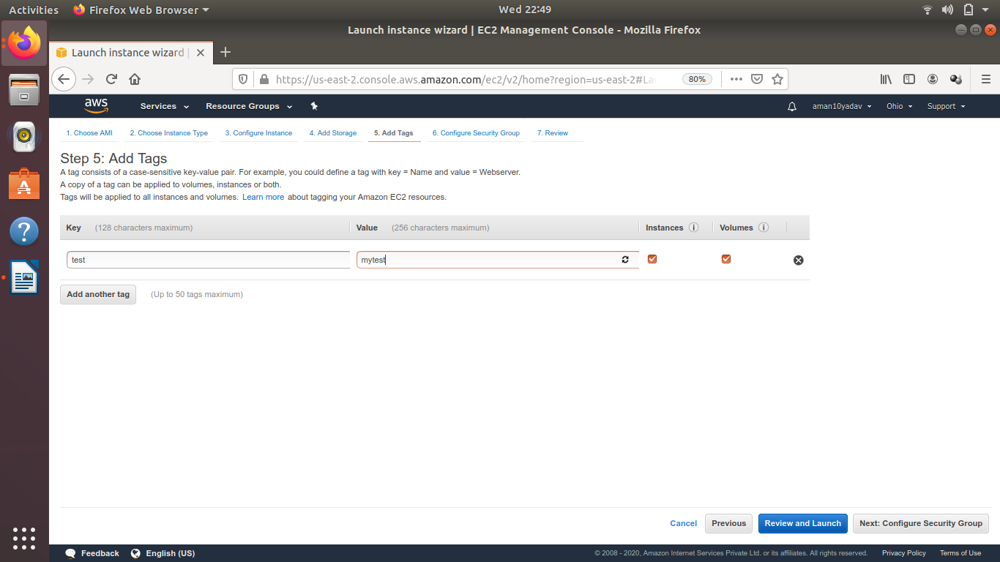 Activities Firefox Web Browser Wed 22:49
Launch instance wizard | EC2 Management Console - Mozilla Firefox
Launch instance wizard |
https://us-east-2.console.aws.amazon.com/ec2/v2/home?region=us-east-2#La 80%
aws Services Resource Groups aman10yadav Ohio Support
1. Choose AMI 2. Choose Instance Type 3. Configure Instance 4. Add Storage 5. Add Tags 6. Configure Security Group 7. Review
Step 5: Add Tags
A tag consists of a case-sensitive key-value pair. For example, you could define a tag with key = Name and value = Webserver.
A copy of a tag can be applied to volumes, instances or both.
Tags will be applied to all instances and volumes. Learn more about tagging your Amazon EC2 resources.
Key (128 characters maximum) Value (256 characters maximum) Instances Volumes
test mytest
Add another tag (Up to 50 tags maximum)
Cancel Previous Review and Launch Next: Configure Security Group
Feedback English (US) © 2008 - 2020, Amazon Internet Services Private Ltd. or its affiliates. All rights reserved. Privacy Policy Terms of Use